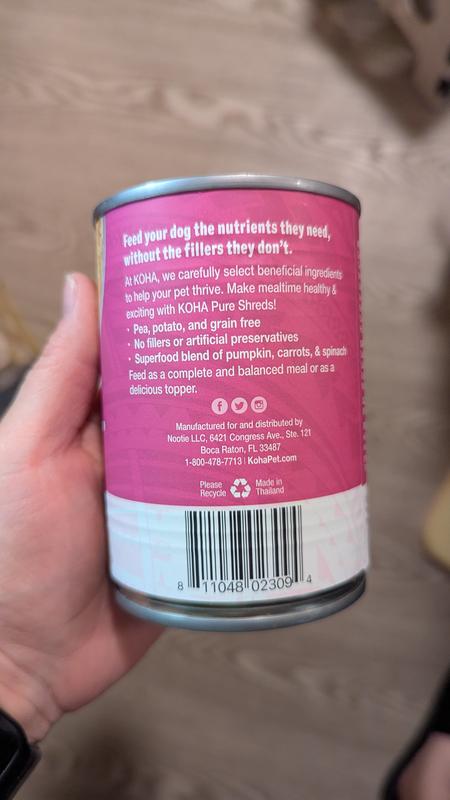 Feed your dog the nutrients they need,
without the fillers they don't.
At KOHA, we carefully select beneficial ingredients
to help your pet thrive. Make mealtime healthy &
exciting with KOHA Pure Shreds!
• Pea, potato, and grain free
• No fillers or artificial preservatives
• Superfood blend of pumpkin, carrots, & spinach
Feed as a complete and balanced meal or as a
delicious topper.
Manufactured for and distributed by
Nootie LLC, 6421 Congress Ave., Ste. 121
Boca Raton, FL 33487
1-800-478-7713 | KohaPet.com
Please Recycle
Made in Thailand
8 11048 02309 4